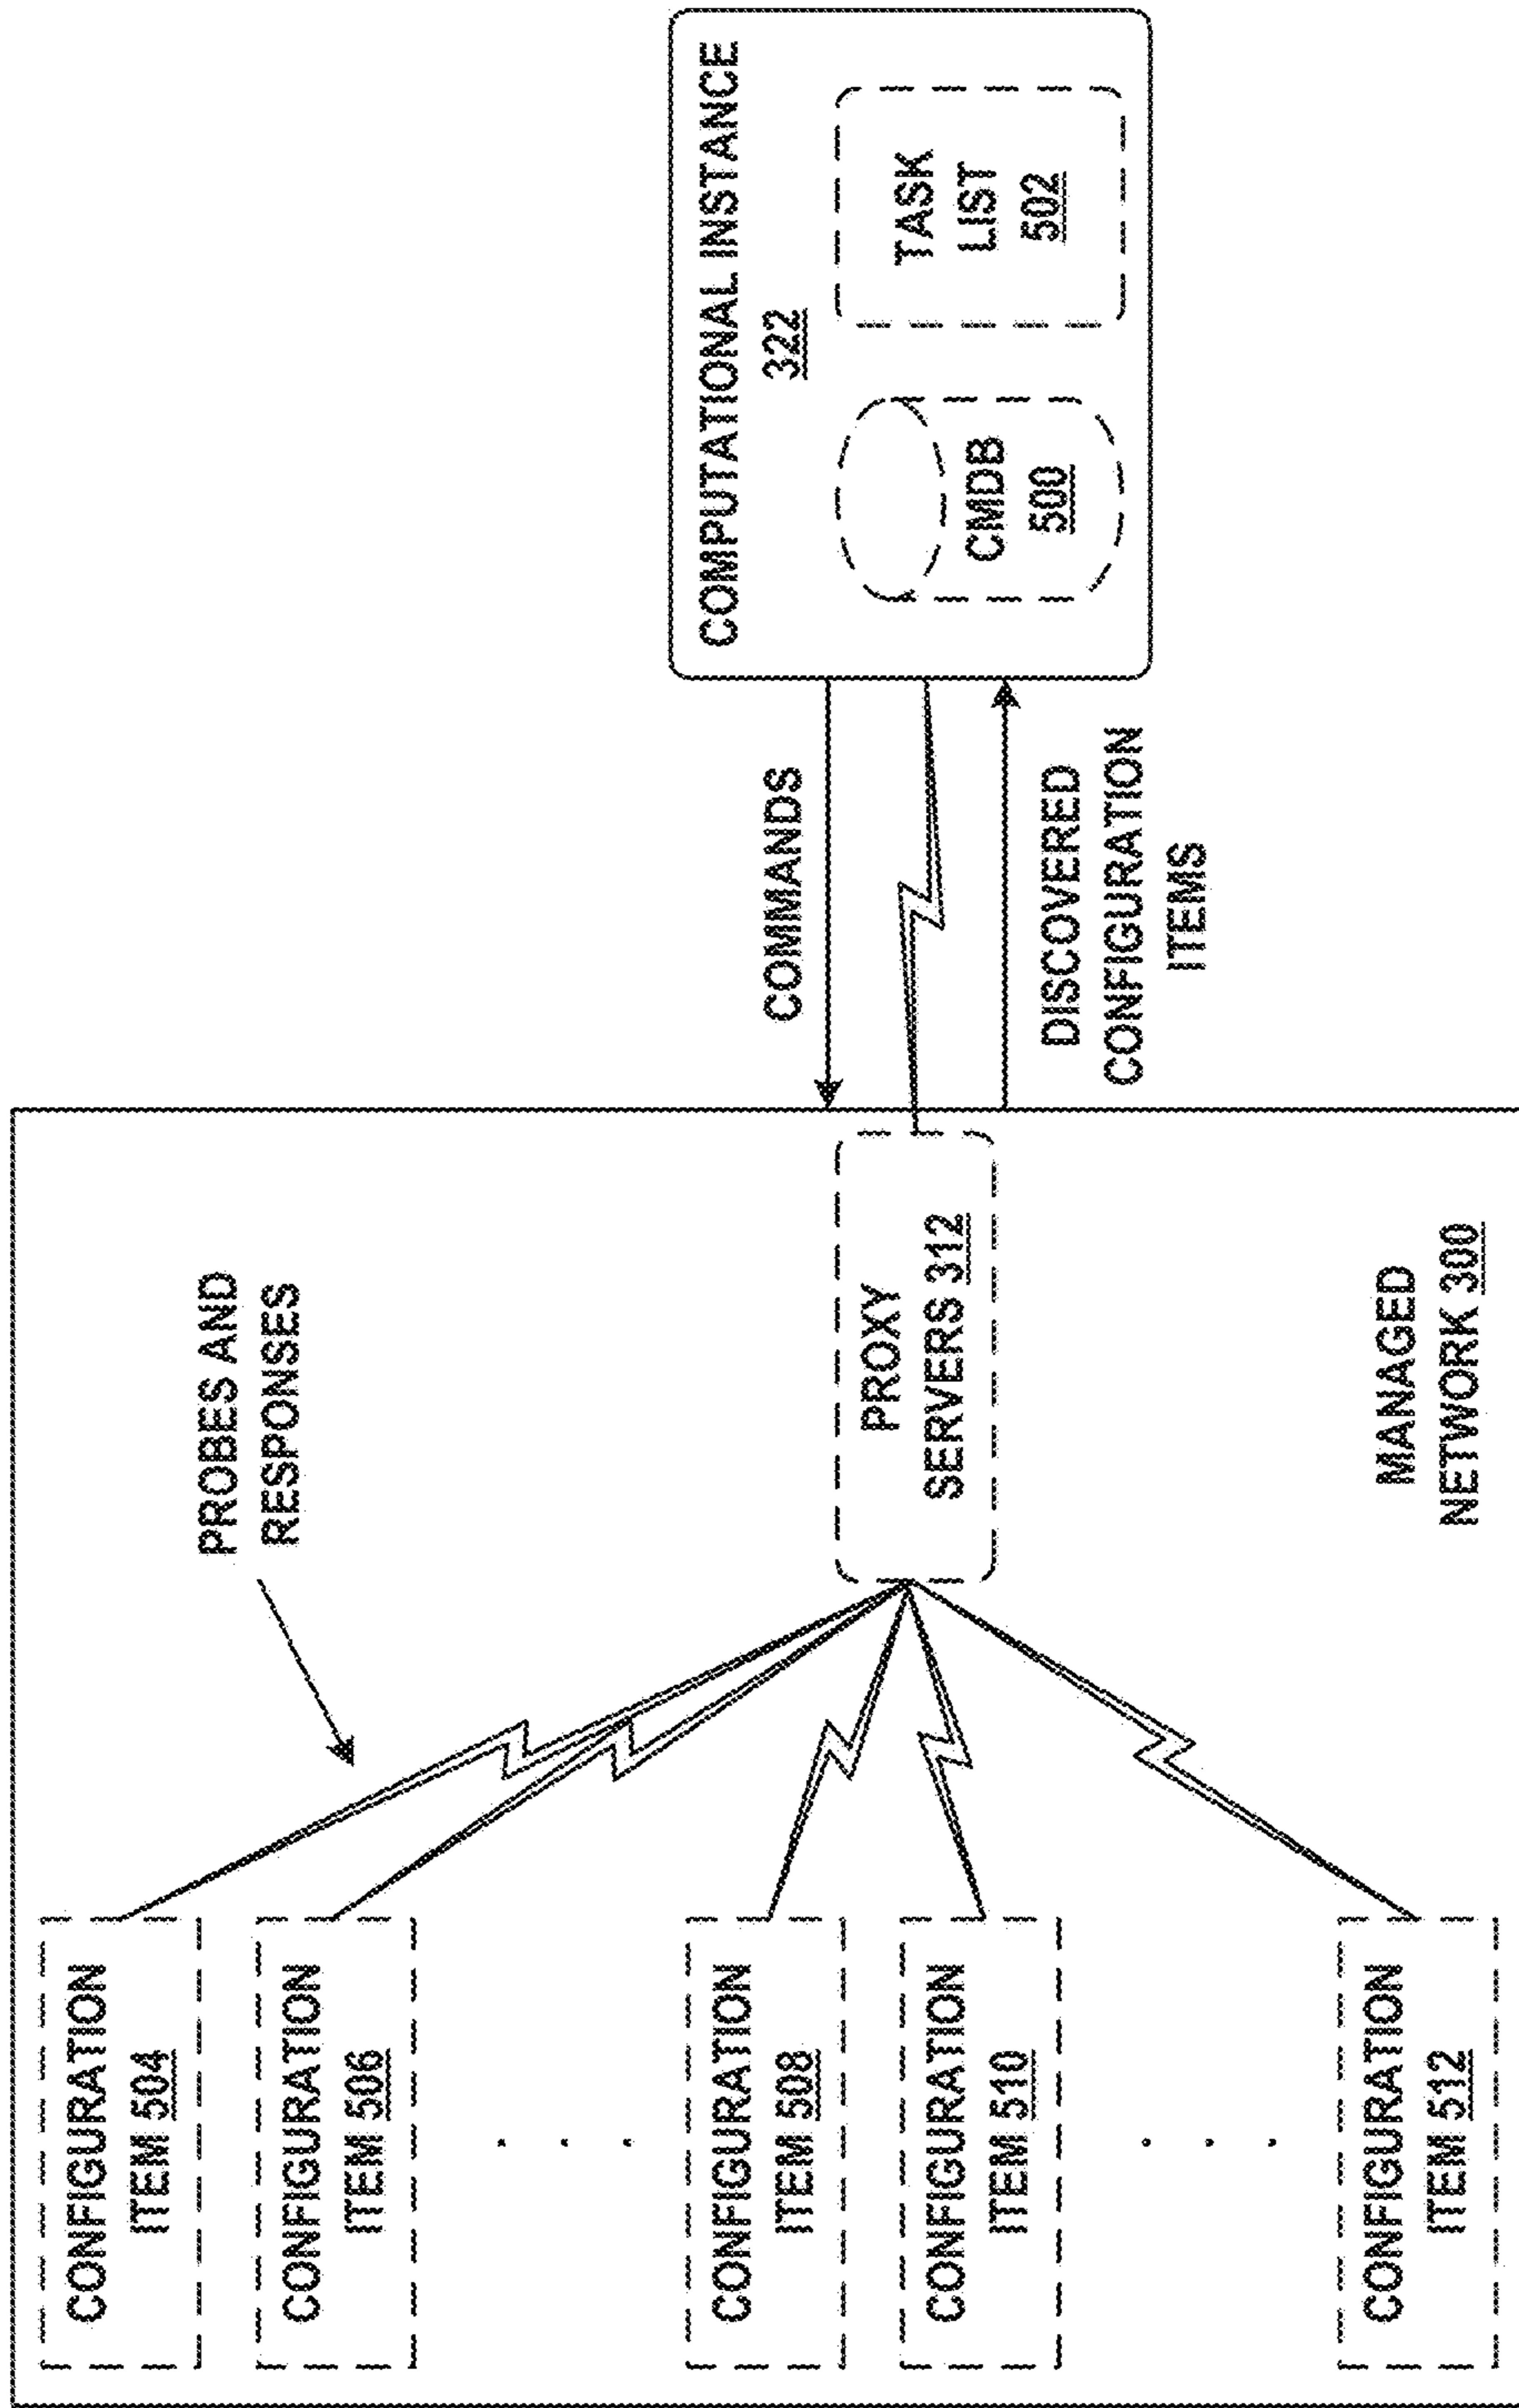 CONFIGURATION
ITEM 504
CONFIGURATION
ITEM 506
. . .
CONFIGURATION
ITEM 508
CONFIGURATION
ITEM 510
. . .
CONFIGURATION
ITEM 512
PROBES AND
RESPONSES
PROXY
SERVERS 312
MANAGED
NETWORK 300
COMMANDS
DISCOVERED
CONFIGURATION
ITEMS
COMPUTATIONAL INSTANCE
322
CMDB
500
TASK
LIST
502